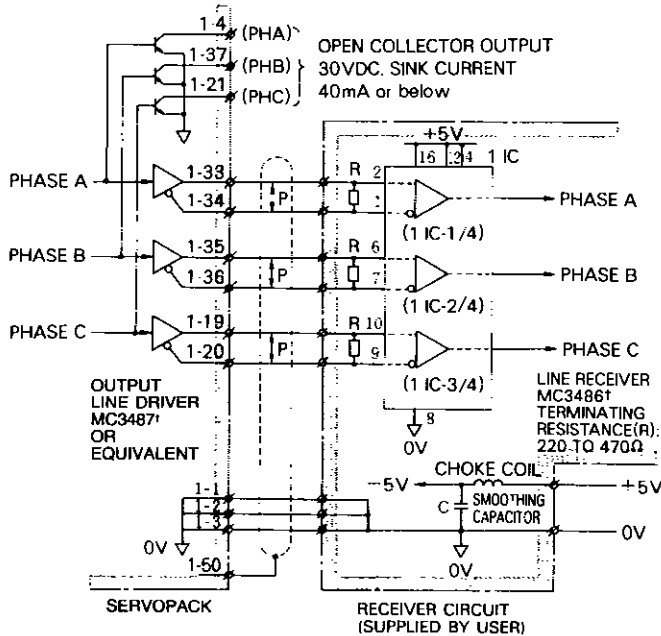 1-4 (PHA)
1-37 (PHB)
1-21 (PHC)
OPEN COLLECTOR OUTPUT
30VDC. SINK CURRENT
40mA or below
+5V
16 12 4 1 IC
PHASE A 1-33 R 2
1-34 P 1 PHASE A
(1 IC-1/4)
PHASE B 1-35 R 6
1-36 P 7 PHASE B
(1 IC-2/4)
PHASE C 1-19 R 10
1-20 P 9 PHASE C
(1 IC-3/4)
8
0V
OUTPUT
LINE DRIVER
MC3487†
OR
EQUIVALENT
LINE RECEIVER
MC3486†
TERMINATING
RESISTANCE(R):
220 TO 470Ω
CHOKE COIL
-5V +5V
C SMOOTHING
CAPACITOR
0V
0V
1-1
1-2
1-3
0V
1-50
SERVOPACK
RECEIVER CIRCUIT
(SUPPLIED BY USER)